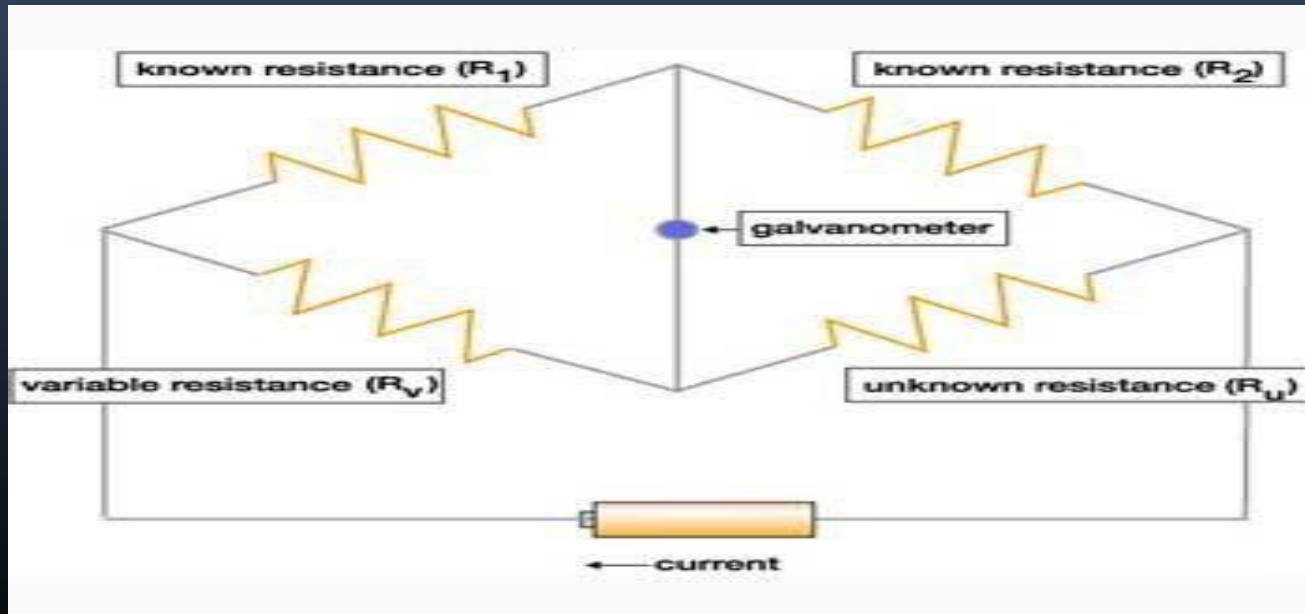 known resistance (R₁)
known resistance (R₂)
galvanometer
variable resistance (Rᵥ)
unknown resistance (Rᵤ)
current